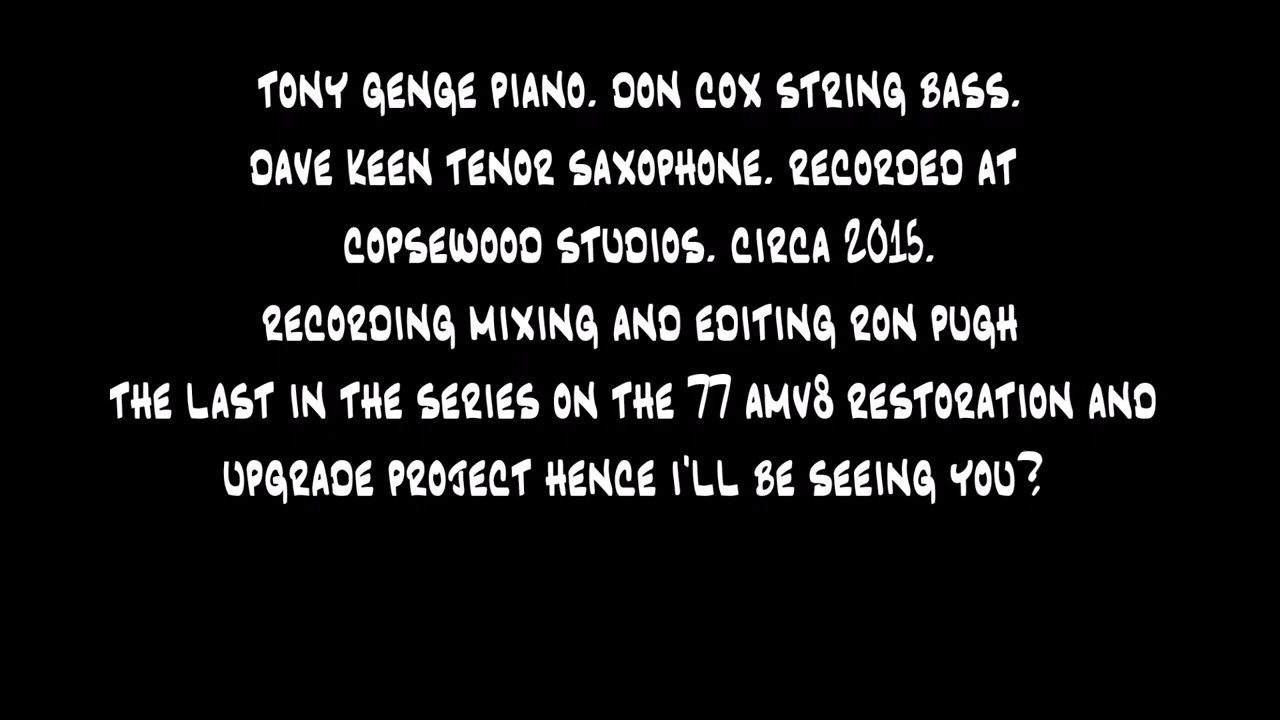 TONY GENGE PIANO. DON COX STRING BASS.
DAVE KEEN TENOR SAXOPHONE. RECORDED AT
COPSEWOOD STUDIOS. CIRCA 2015.
RECORDING MIXING AND EDITING RON PUGH
THE LAST IN THE SERIES ON THE 77 AMV8 RESTORATION AND
UPGRADE PROJECT HENCE I'LL BE SEEING YOU?